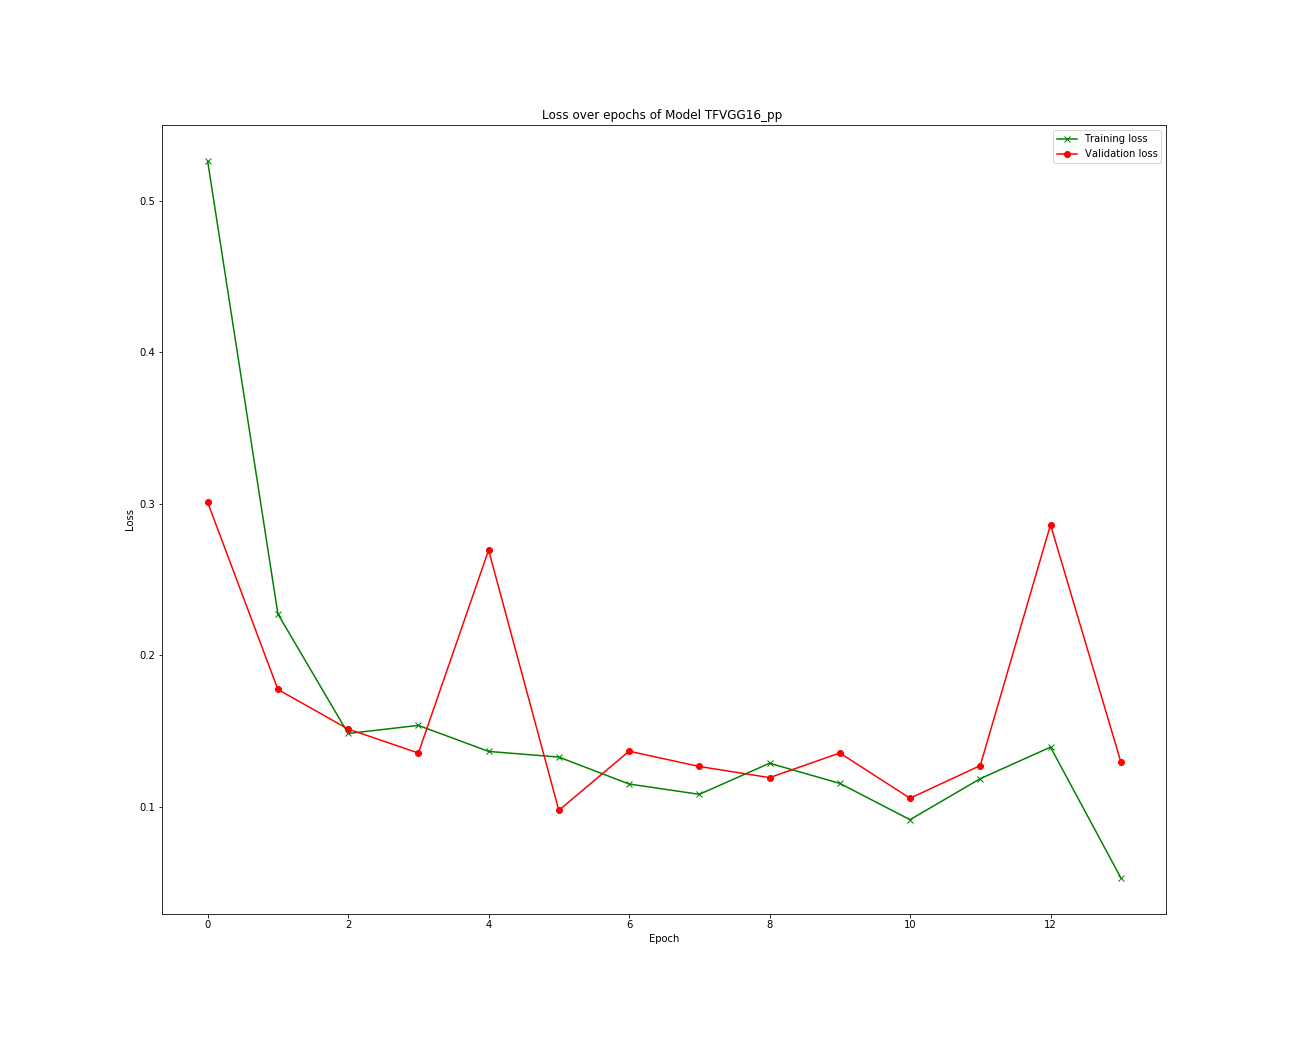 Loss over epochs of Model TFVGG16_pp
Training loss
Validation loss
0.5
0.4
0.3
0.2
0.1
Loss
0 2 4 6 8 10 12
Epoch